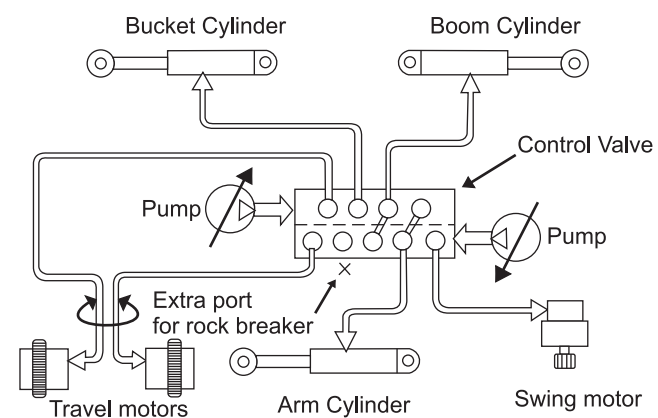 Bucket Cylinder
Boom Cylinder
Control Valve
Pump
Pump
Extra port
for rock breaker
Travel motors
Arm Cylinder
Swing motor